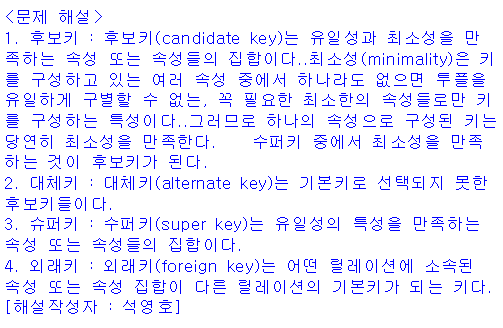 <문제 해설>
1. 후보키 : 후보키(candidate key)는 유일성과 최소성을 만
족하는 속성 또는 속성들의 집합이다..최소성(minimality)은 키
를 구성하고 있는 여러 속성 중에서 하나라도 없으면 투플을
유일하게 구별할 수 없는, 꼭 필요한 최소한의 속성들로만 키
를 구성하는 특성이다..그러므로 하나의 속성으로 구성된 키는
당연히 최소성을 만족한다.    수퍼키 중에서 최소성을 만족
하는 것이 후보키가 된다.
2. 대체키 : 대체키(alternate key)는 기본키로 선택되지 못한
후보키들이다.
3. 슈퍼키 : 수퍼키(super key)는 유일성의 특성을 만족하는
속성 또는 속성들의 집합이다.
4. 외래키 : 외래키(foreign key)는 어떤 릴레이션에 소속된
속성 또는 속성 집합이 다른 릴레이션의 기본키가 되는 키다.
[해설작성자 : 석영호]